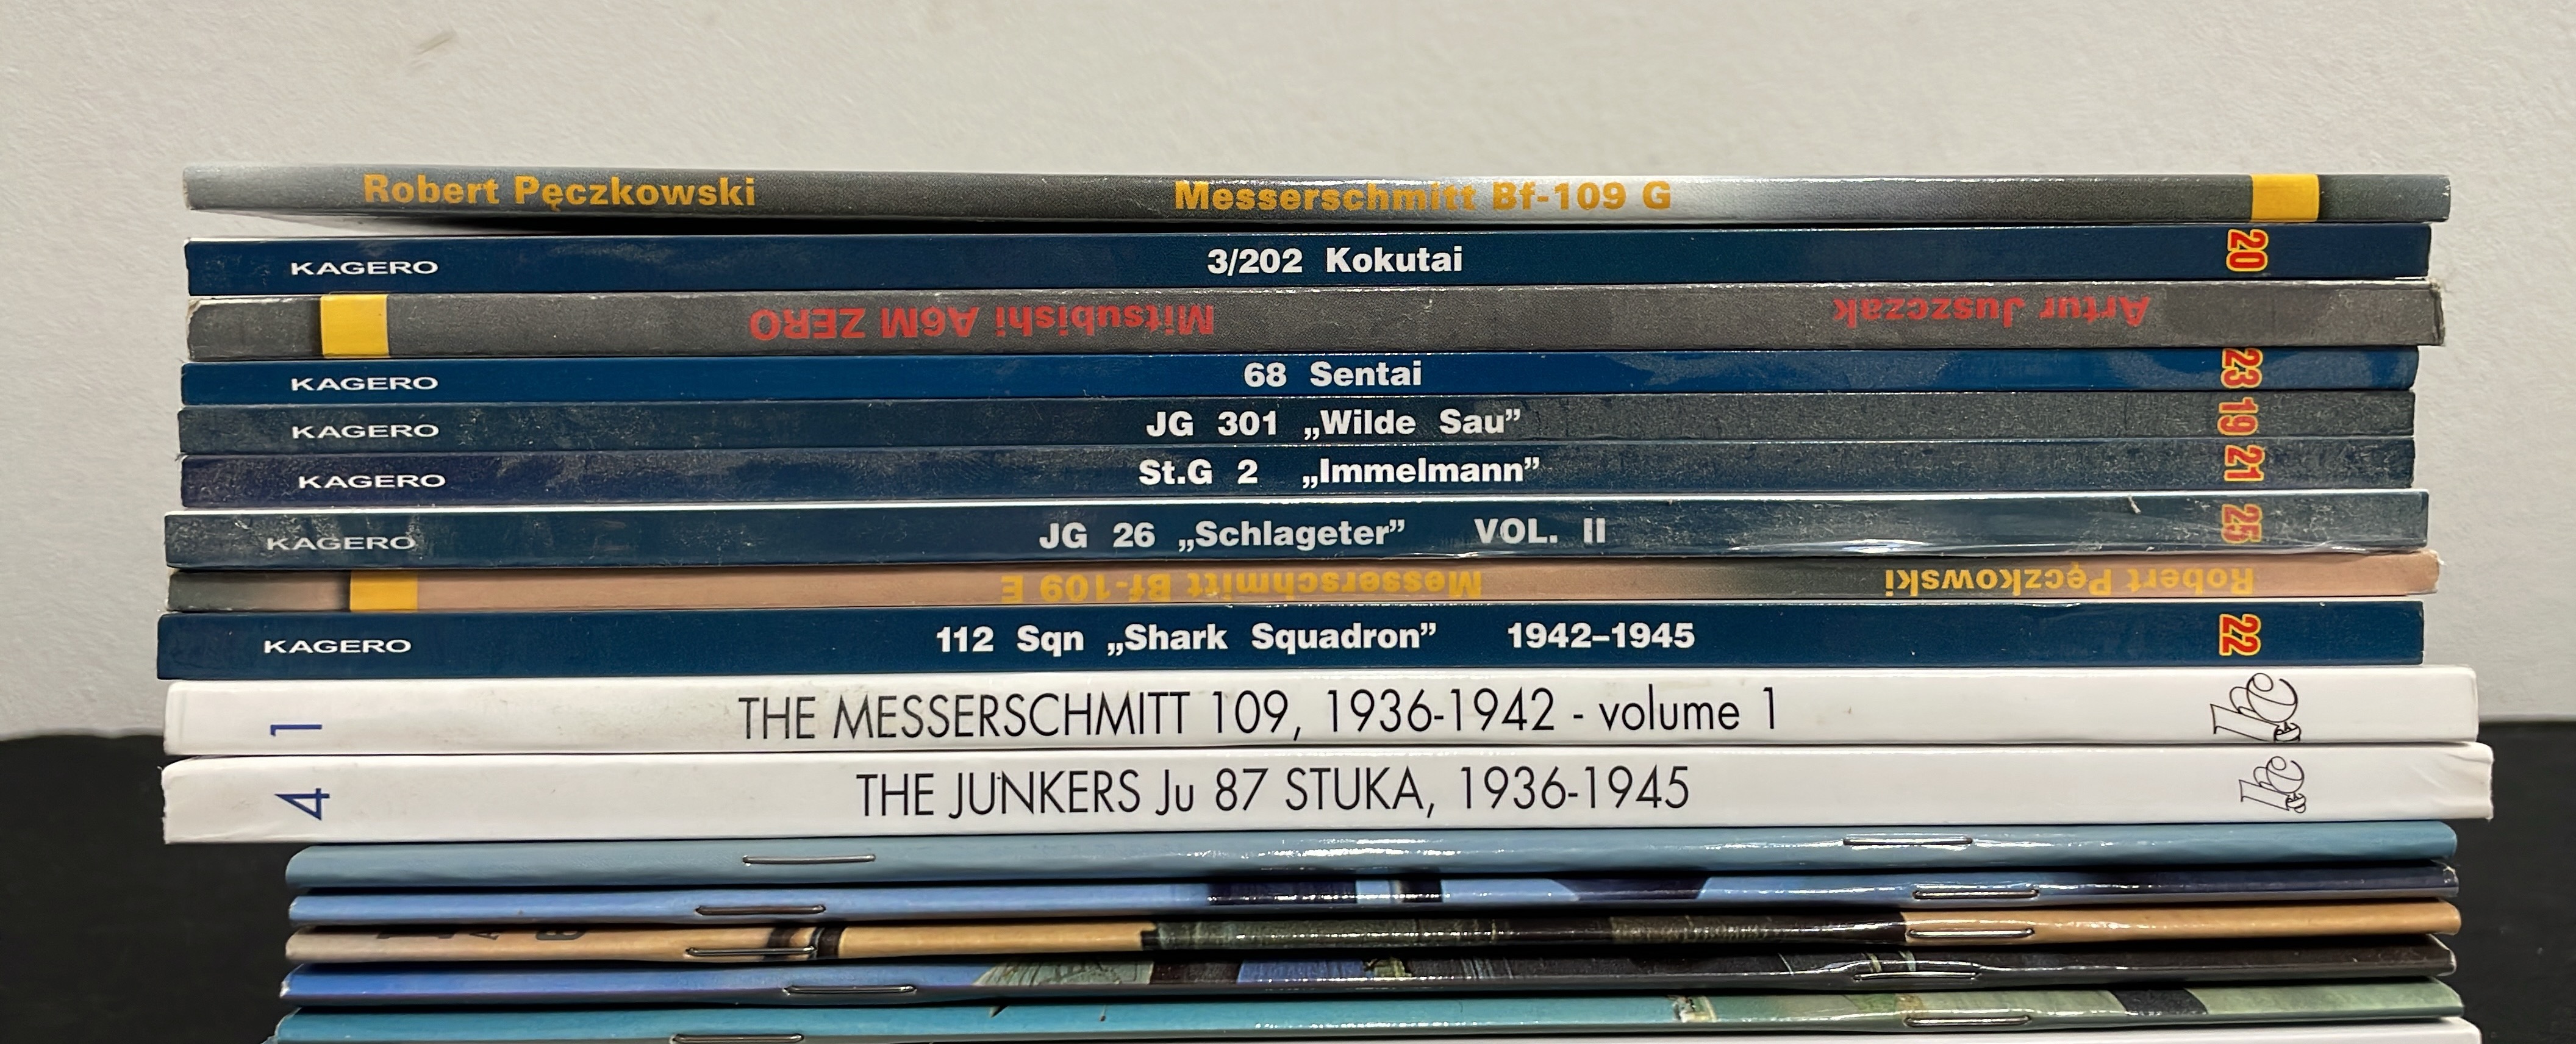 Robert Pęczkowski Messerschmitt Bf-109 G
KAGERO 3/202 Kokutai 20
Artur Juszczak Mitsubishi A6M ZERO
KAGERO 68 Sentai 23
KAGERO JG 301 „Wilde Sau” 19
KAGERO St.G 2 „Immelmann” 21
KAGERO JG 26 „Schlageter” VOL. II 25
Robert Pęczkowski Messerschmitt Bf-109 E
KAGERO 112 Sqn „Shark Squadron” 1942–1945 22
1 THE MESSERSCHMITT 109, 1936-1942 - volume 1
4 THE JUNKERS Ju 87 STUKA, 1936-1945